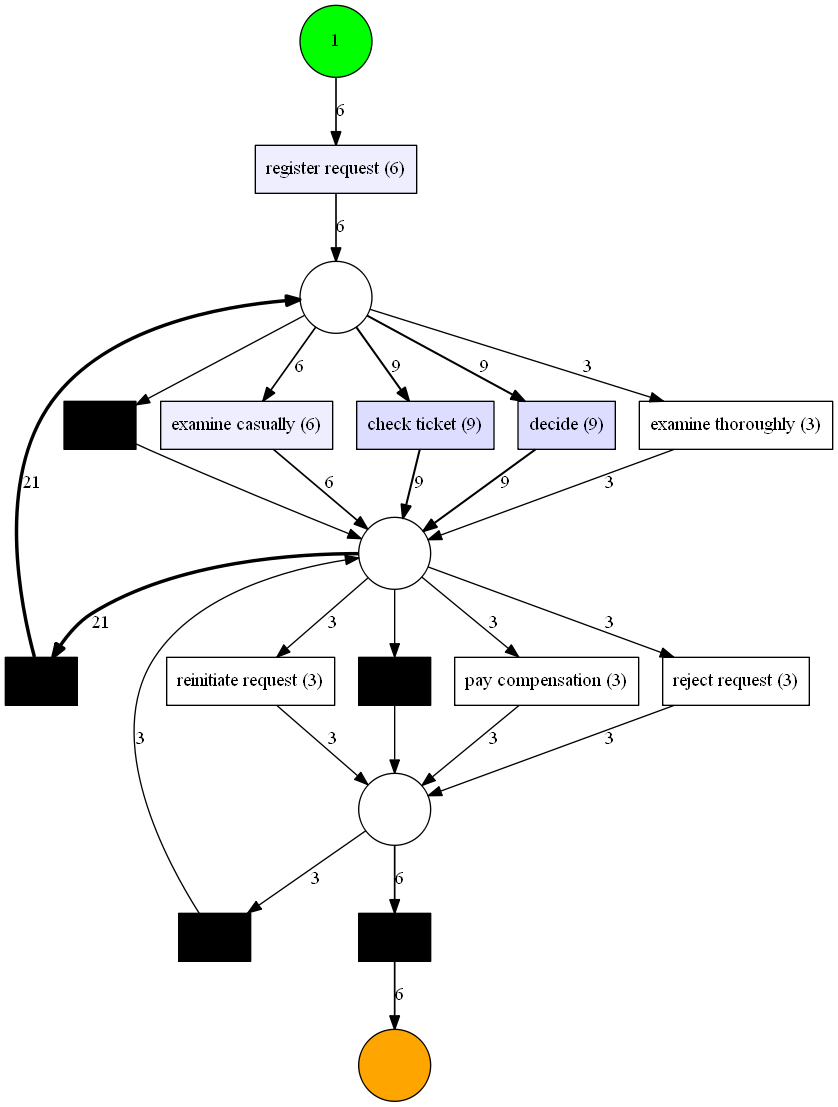 1
6
register request (6)
6
6
9
9
3
examine casually (6)
check ticket (9)
decide (9)
examine thoroughly (3)
21
6
9
9
3
21
3
3
3
reinitiate request (3)
pay compensation (3)
reject request (3)
3
3
3
3
3
6
6